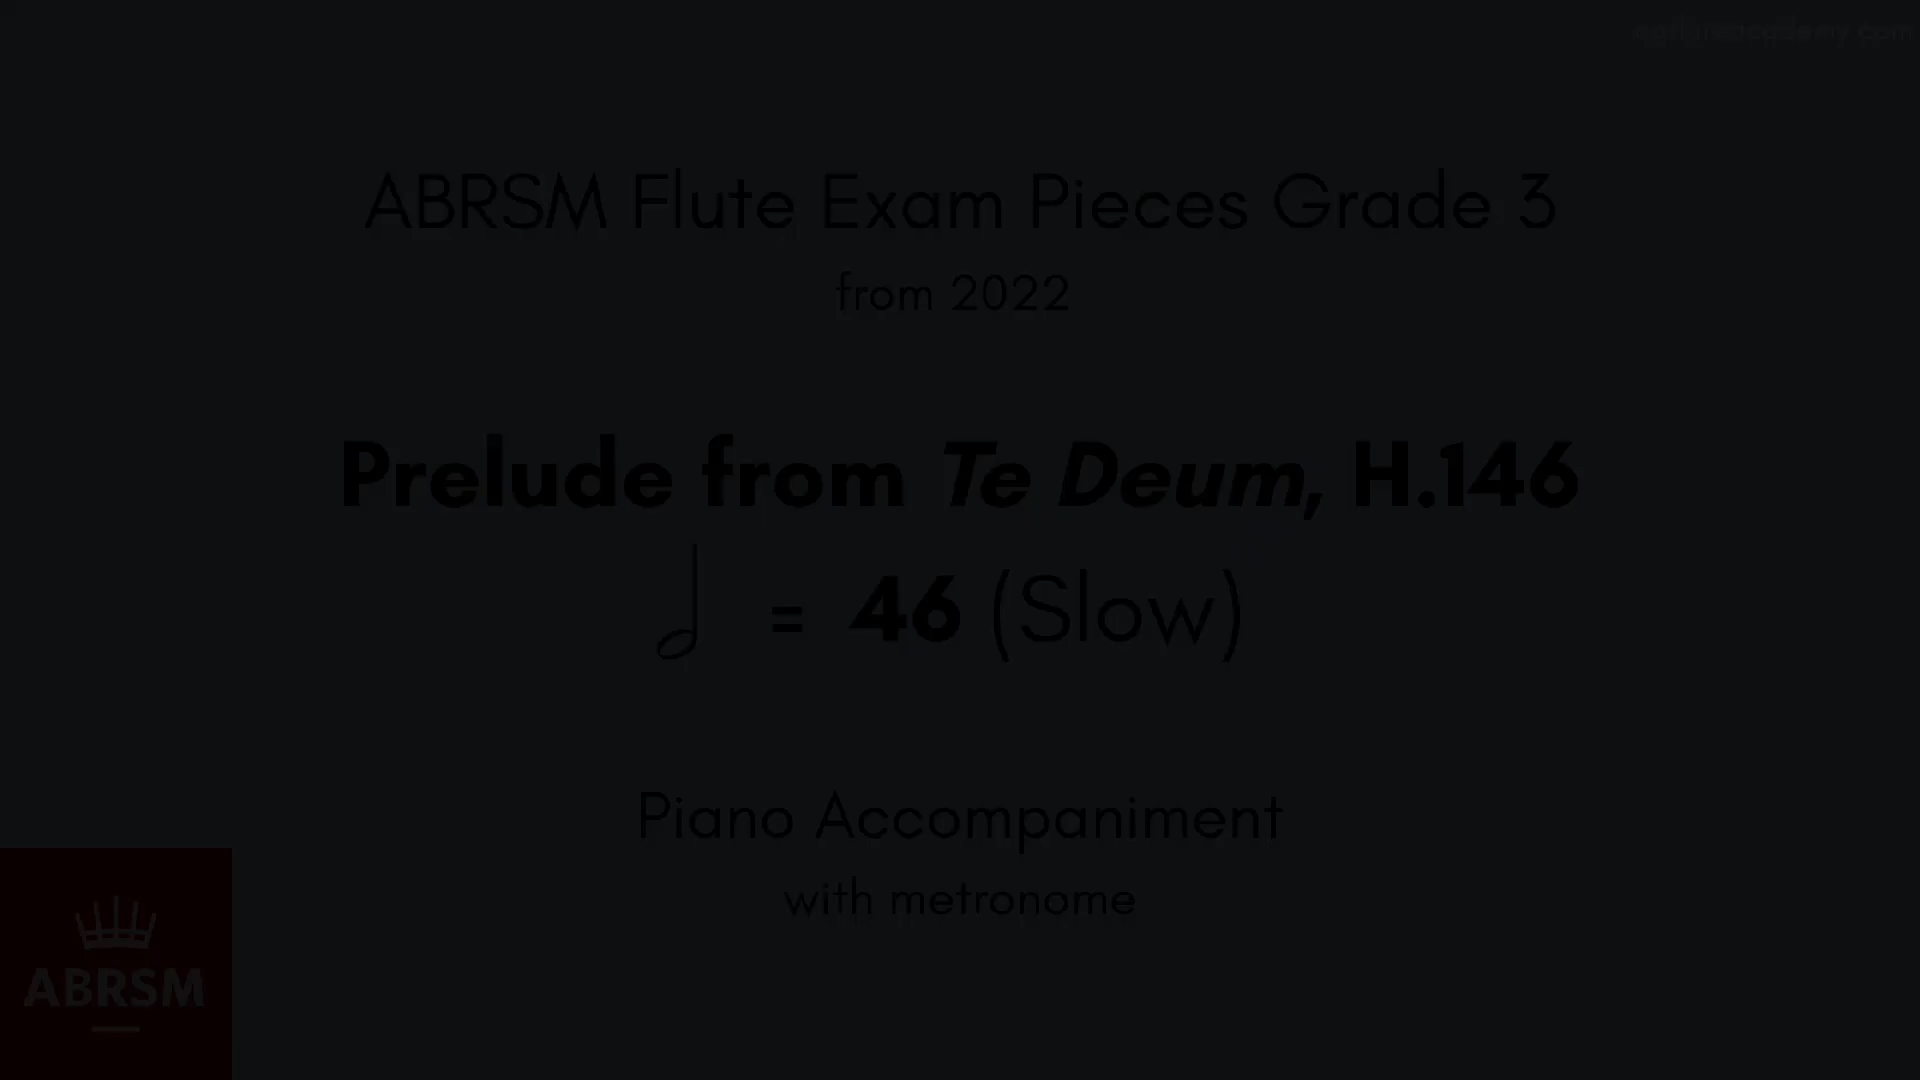 ABRSM Flute Exam Pieces Grade 3
from 2022
Prelude from Te Deum, H.146
= 46 (Slow)
Piano Accompaniment
with metronome
ABRSM